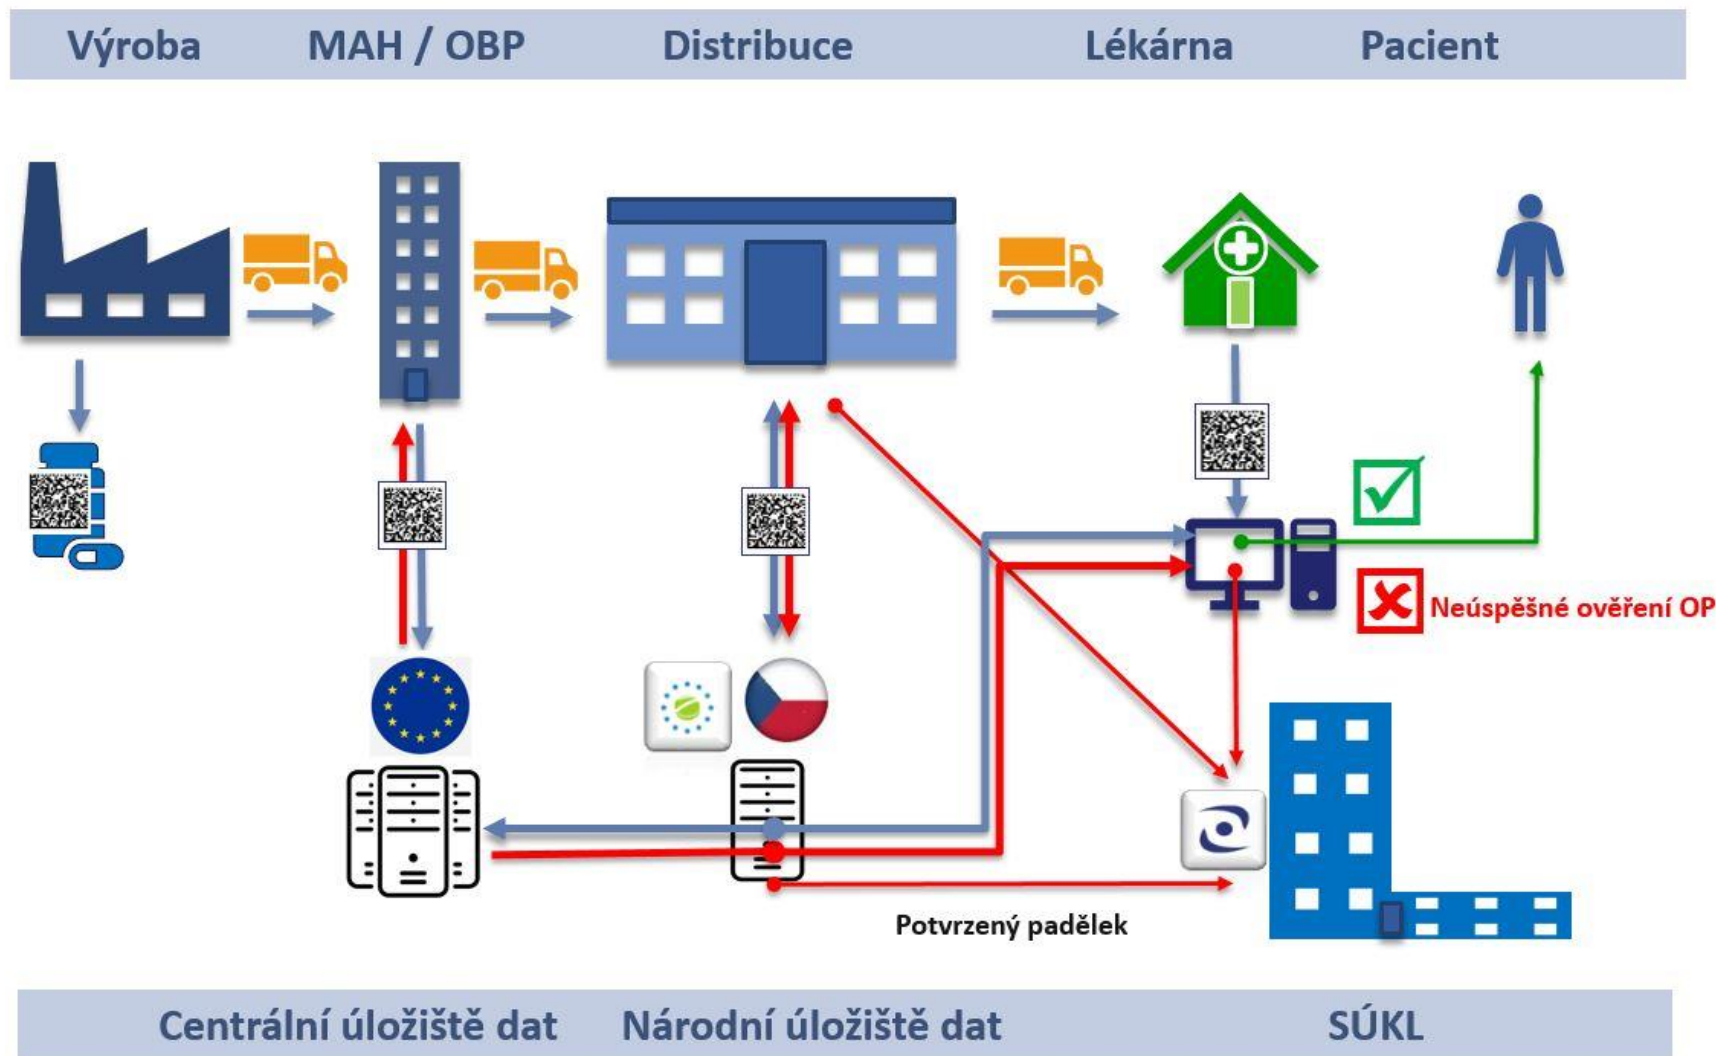 Výroba
MAH / OBP
Distribuce
Lékárna
Pacient
Neúspěšné ověření OP
Potvrzený padělek
Centrální úložiště dat
Národní úložiště dat
SÚKL